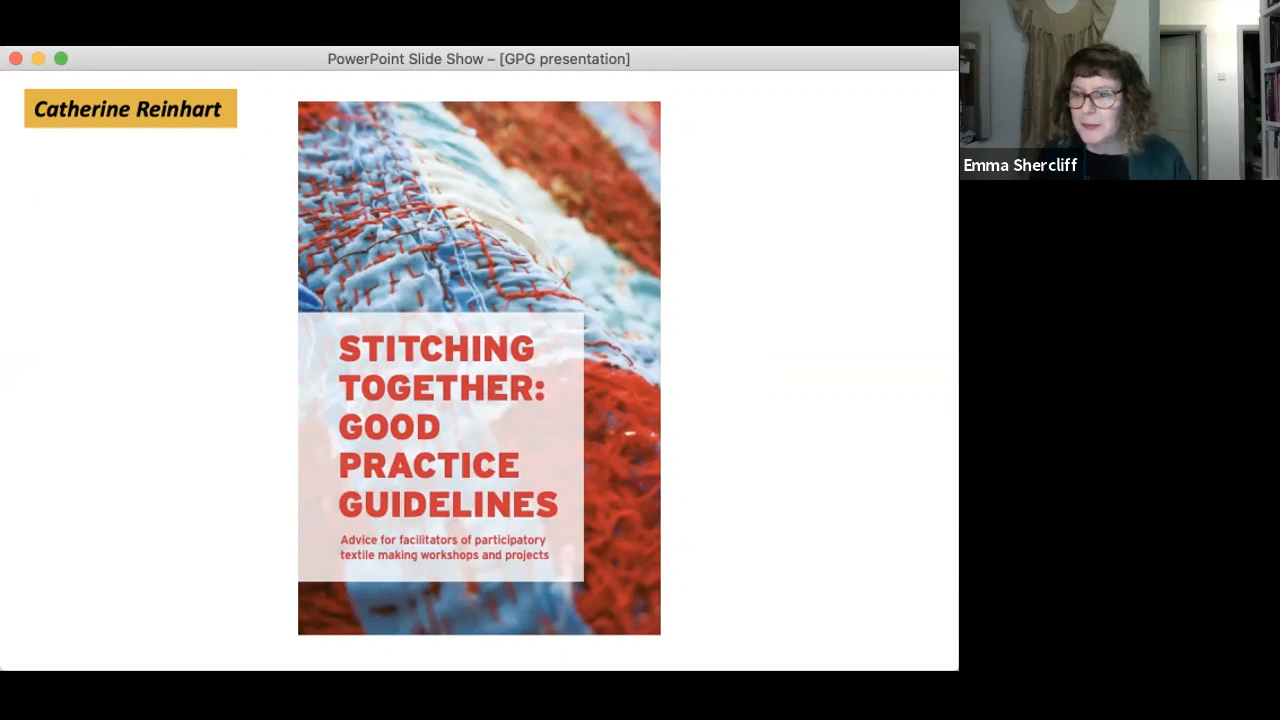 PowerPoint Slide Show – [GPG presentation]
Catherine Reinhart
STITCHING
TOGETHER:
GOOD
PRACTICE
GUIDELINES
Advice for facilitators of participatory
textile making workshops and projects
Emma Shercliff